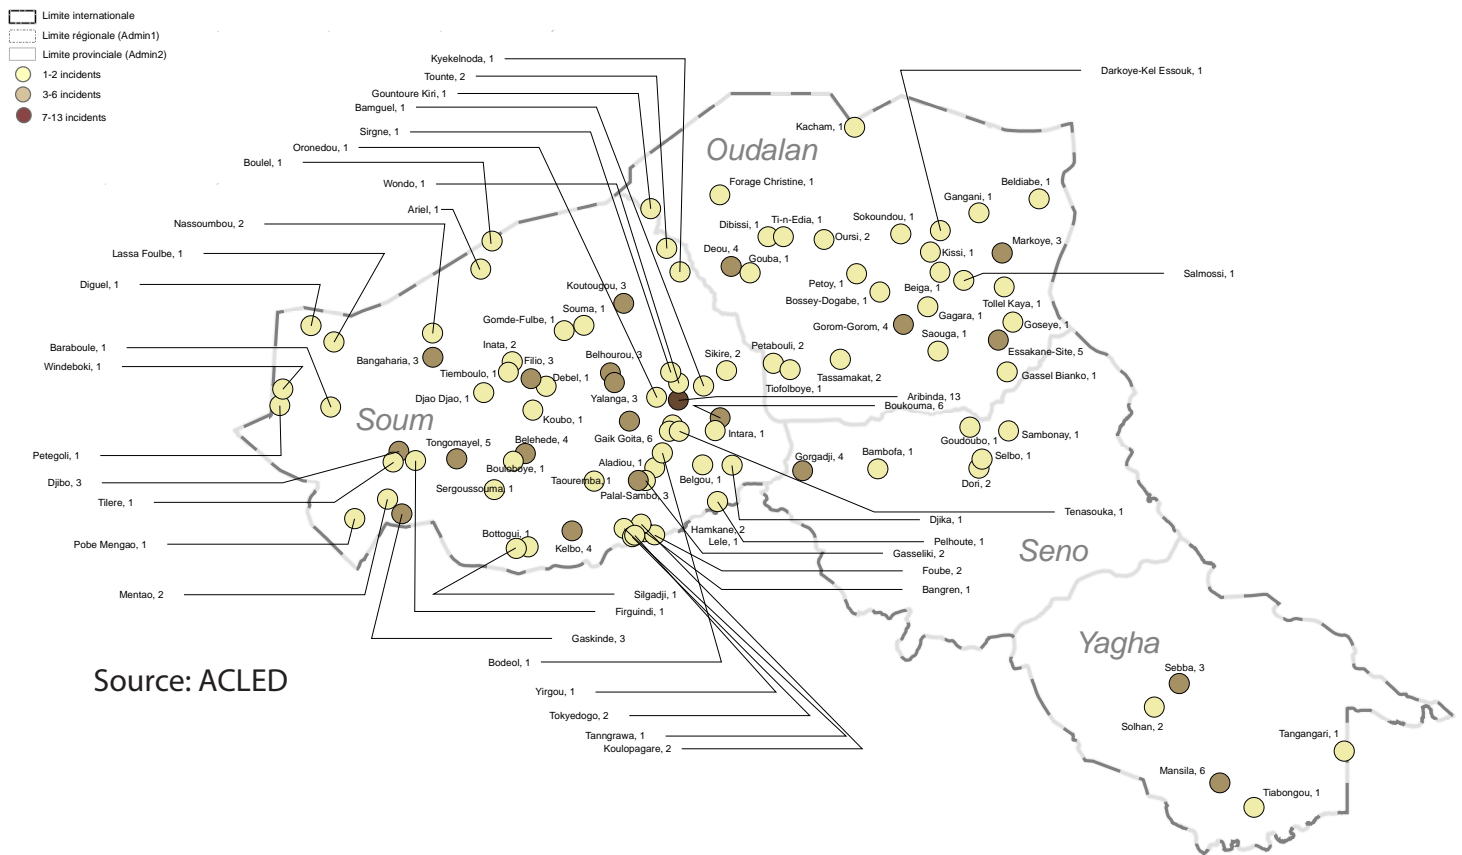 Limite internationale
Limite régionale (Admin1)
Limite provinciale (Admin2)
1-2 incidents
3-6 incidents
7-13 incidents
Kyekelnoda, 1
Tounte, 2
Gountoure Kiri, 1
Bamguel, 1
Sirgne, 1
Oronedou, 1
Boulel, 1
Wondo, 1
Ariel, 1
Nassoumbou, 2
Lassa Foulbe, 1
Diguel, 1
Baraboule, 1
Windeboki, 1
Petegoli, 1
Djibo, 3
Tilere, 1
Pobe Mengao, 1
Mentao, 2
Darkoye-Kel Essouk, 1
Kacham, 1
Oudalan
Forage Christine, 1
Beldiabe, 1
Gangani, 1
Dibissi, 1
Ti-n-Edia, 1
Sokoundou, 1
Oursi, 2
Deou, 4
Gouba, 1
Kissi, 1
Markoye, 3
Salmossi, 1
Petoy, 1
Beiga, 1
Bossey-Dogabe, 1
Tollel Kaya, 1
Gagara, 1
Gorom-Gorom, 4
Goseye, 1
Saouga, 1
Essakane-Site, 5
Petabouli, 2
Sikire, 2
Tassamakat, 2
Tiofolboye, 1
Gassel Bianko, 1
Koutougou, 3
Souma, 1
Gomde-Fulbe, 1
Bangaharia, 3
Inata, 2
Filio, 3
Belhourou, 3
Tiemboulo, 1
Debel, 1
Djao Djao, 1
Yalanga, 3
Soum
Koubo, 1
Aribinda, 13
Boukouma, 6
Gaik Goita, 6
Intara, 1
Tongomayel, 5
Belehede, 4
Bouloboye, 1
Aladiou, 1
Sergoussouma, 1
Taouremba, 1
Palal-Sambo, 3
Belgou, 1
Gorgadji, 4
Bambofa, 1
Goudoubo, 1
Sambonay, 1
Selbo, 1
Dori, 2
Tenasouka, 1
Djika, 1
Hamkane, 2
Lele, 1
Pelhoute, 1
Gasseliki, 2
Foube, 2
Bangren, 1
Bottogui, 1
Kelbo, 4
Silgadji, 1
Firguindi, 1
Gaskinde, 3
Bodeol, 1
Yirgou, 1
Tokyedogo, 2
Tanngrawa, 1
Koulopagare, 2
Seno
Yagha
Sebba, 3
Solhan, 2
Tangangari, 1
Mansila, 6
Tiabongou, 1
Source: ACLED